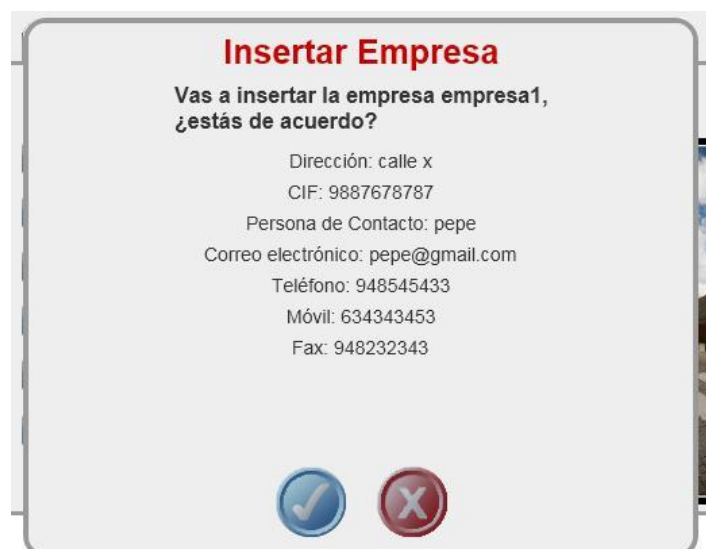 Insertar Empresa
Vas a insertar la empresa empresa1,
¿estás de acuerdo?
Dirección: calle x
CIF: 9887678787
Persona de Contacto: pepe
Correo electrónico: pepe@gmail.com
Teléfono: 948545433
Móvil: 634343453
Fax: 948232343